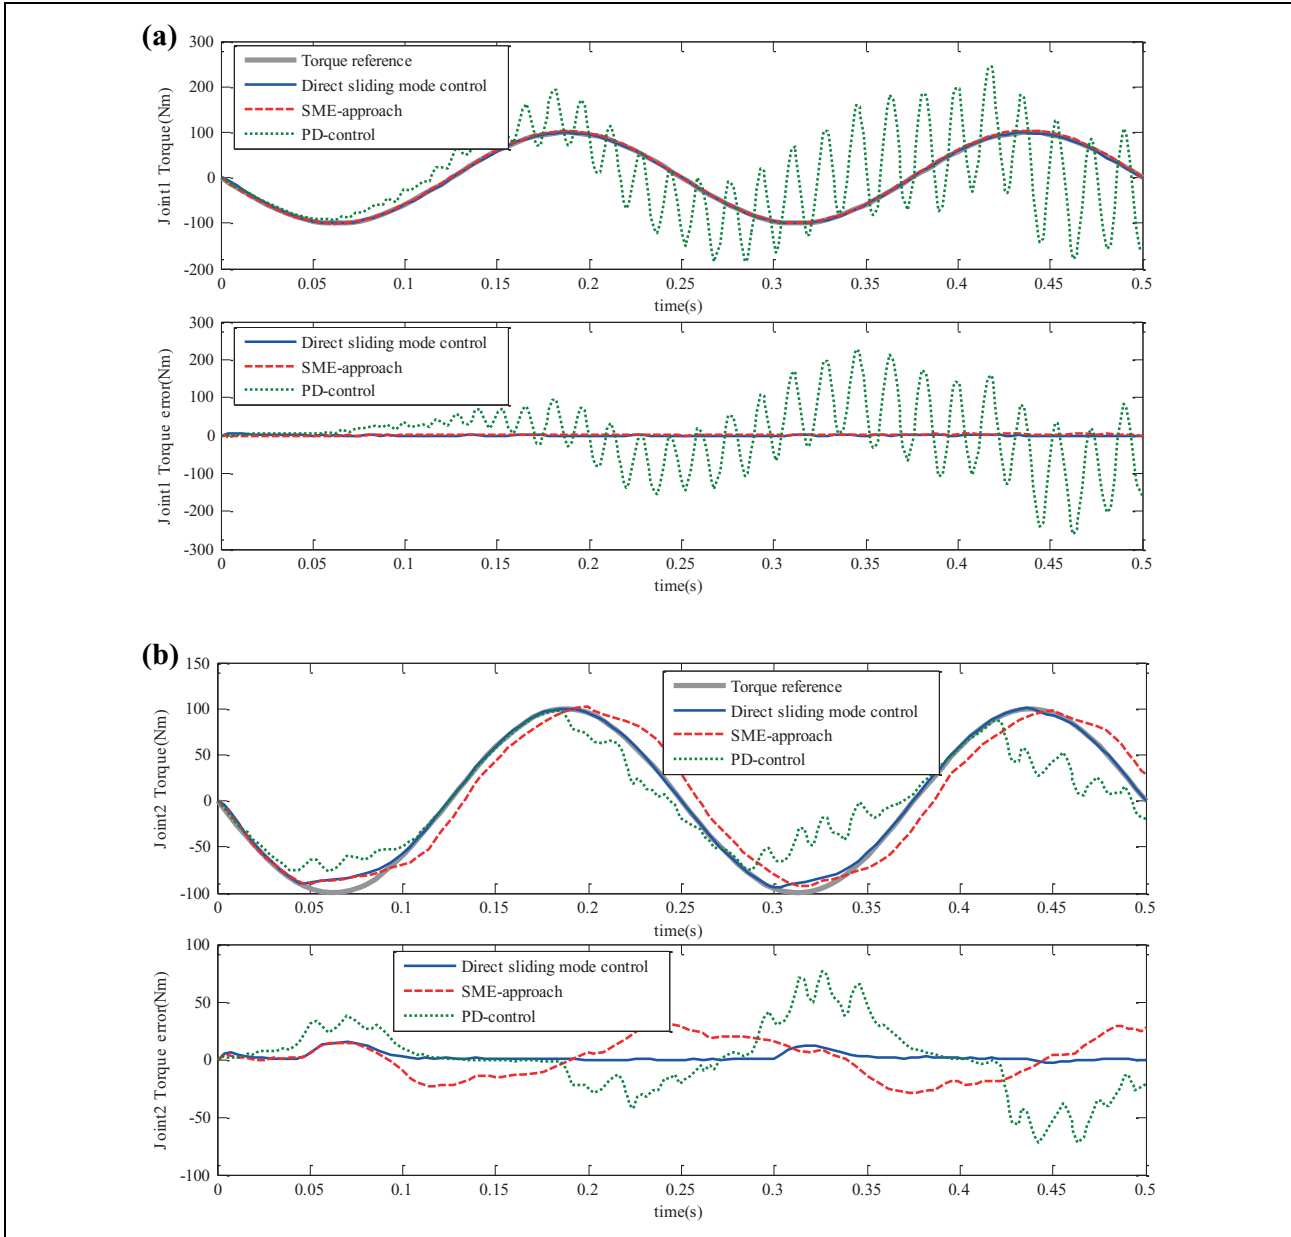 (a)
300
200
100
0
-100
-200
Joint1 Torque(Nm)
Torque reference
Direct sliding mode control
SME-approach
PD-control
0 0.05 0.1 0.15 0.2 0.25 0.3 0.35 0.4 0.45 0.5
time(s)
300
200
100
0
-100
-200
-300
Joint1 Torque error(Nm)
Direct sliding mode control
SME-approach
PD-control
0 0.05 0.1 0.15 0.2 0.25 0.3 0.35 0.4 0.45 0.5
time(s)
(b)
150
100
50
0
-50
-100
Joint2 Torque(Nm)
Torque reference
Direct sliding mode control
SME-approach
PD-control
0 0.05 0.1 0.15 0.2 0.25 0.3 0.35 0.4 0.45 0.5
time(s)
100
50
0
-50
-100
Joint2 Torque error(Nm)
Direct sliding mode control
SME-approach
PD-control
0 0.05 0.1 0.15 0.2 0.25 0.3 0.35 0.4 0.45 0.5
time(s)